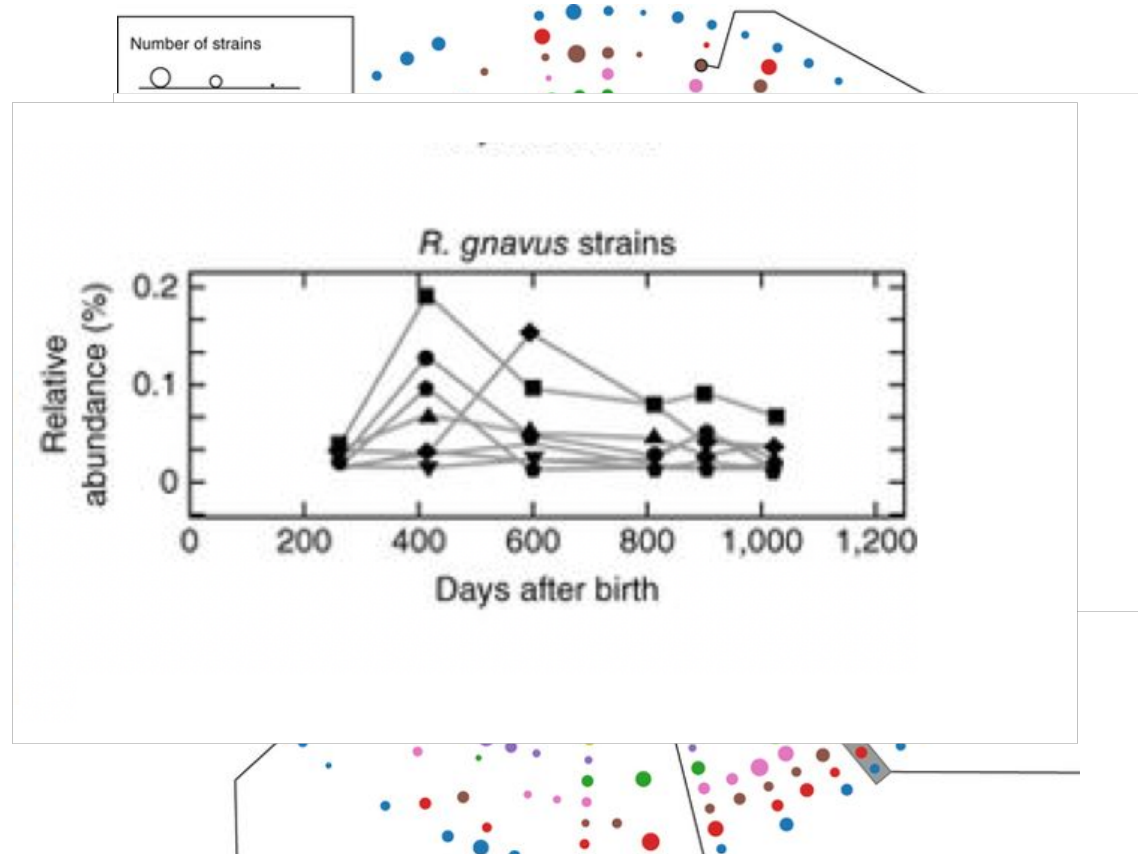 Number of strains
R. gnavus strains
Relative
abundance (%)
0.2
0.1
0
0
200
400
600
800
1,000
1,200
Days after birth